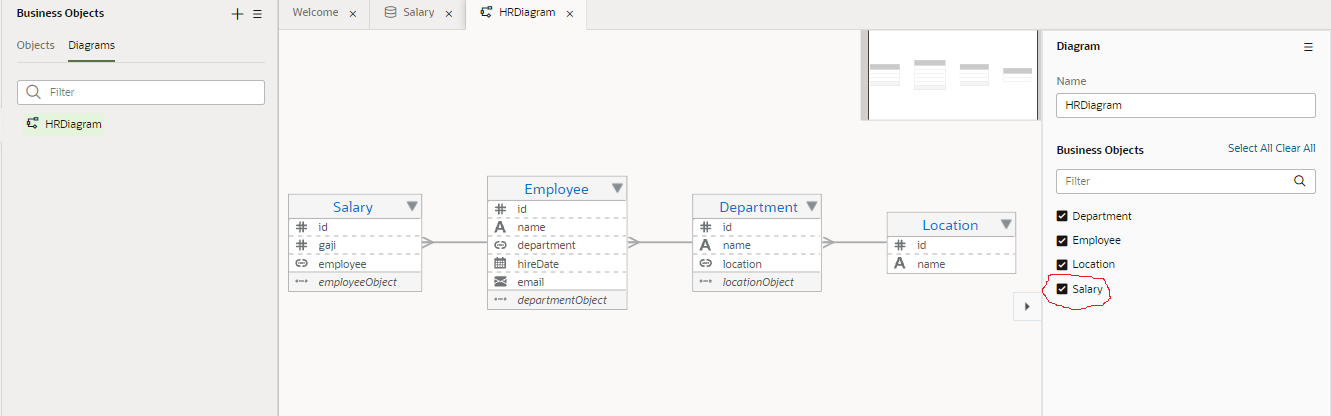 Business Objects
Objects Diagrams
Filter
HRDiagram
Welcome Salary HRDiagram
Salary
id
gaji
employee
employeeObject
Employee
id
name
department
hireDate
email
departmentObject
Department
id
name
location
locationObject
Location
id
name
Diagram
Name
HRDiagram
Business Objects Select All Clear All
Filter
Department
Employee
Location
Salary